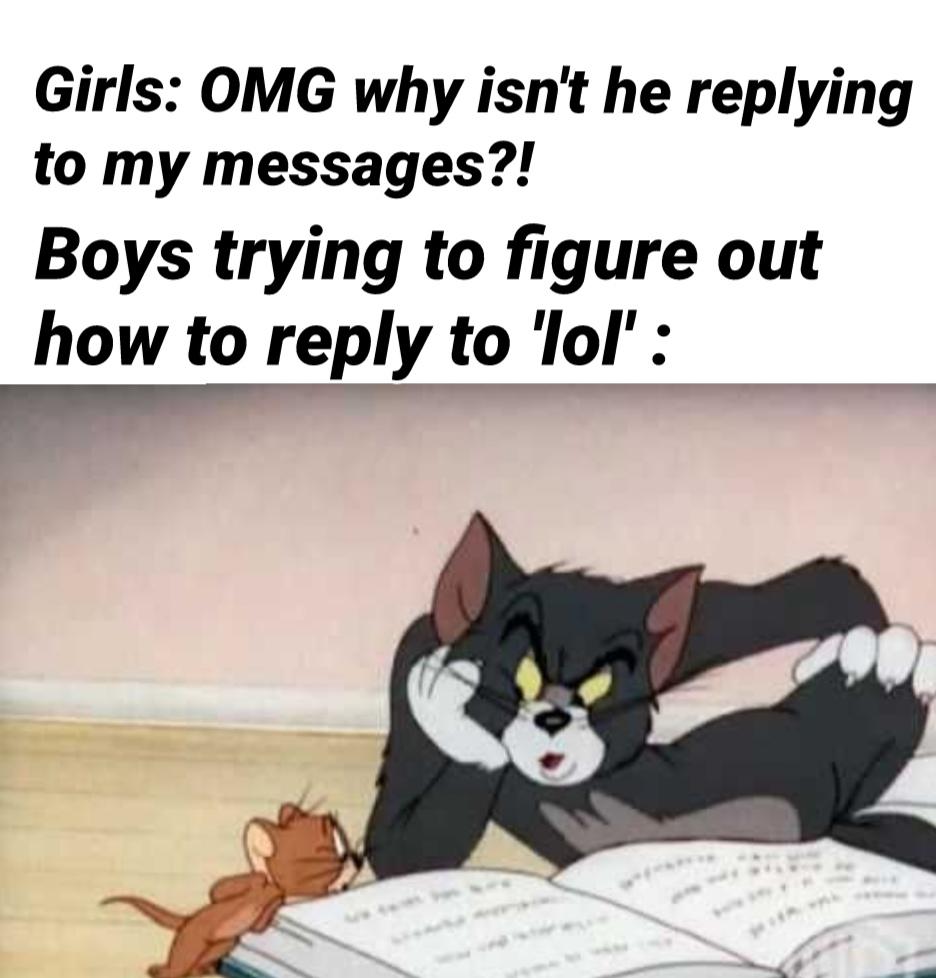 Girls: OMG why isn't he replying
to my messages?!
Boys trying to figure out
how to reply to 'lol' :